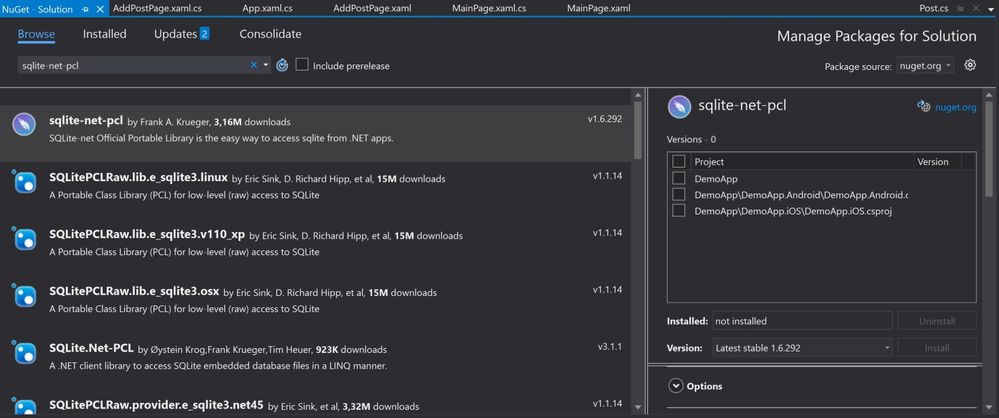 NuGet - Solution
AddPostPage.xaml.cs
App.xaml.cs
AddPostPage.xaml
MainPage.xaml.cs
MainPage.xaml
Post.cs
Browse
Installed
Updates 2
Consolidate
Manage Packages for Solution
sqlite-net-pcl
Include prerelease
Package source: nuget.org
sqlite-net-pcl by Frank A. Krueger, 3,16M downloads
v1.6.292
SQLite-net Official Portable Library is the easy way to access sqlite from .NET apps.
SQLitePCLRaw.lib.e_sqlite3.linux by Eric Sink, D. Richard Hipp, et al, 15M downloads
v1.1.14
A Portable Class Library (PCL) for low-level (raw) access to SQLite
SQLitePCLRaw.lib.e_sqlite3.v110_xp by Eric Sink, D. Richard Hipp, et al, 15M downloads
v1.1.14
A Portable Class Library (PCL) for low-level (raw) access to SQLite
SQLitePCLRaw.lib.e_sqlite3.osx by Eric Sink, D. Richard Hipp, et al, 15M downloads
v1.1.14
A Portable Class Library (PCL) for low-level (raw) access to SQLite
SQLite.Net-PCL by Øystein Krog,Frank Krueger,Tim Heuer, 923K downloads
v3.1.1
A .NET client library to access SQLite embedded database files in a LINQ manner.
SQLitePCLRaw.provider.e_sqlite3.net45 by Eric Sink, et al, 3,32M downloads
v1.1.14
sqlite-net-pcl
nuget.org
Versions - 0
Project
Version
DemoApp
DemoApp\DemoApp.Android\DemoApp.Android.c
DemoApp\DemoApp.iOS\DemoApp.iOS.csproj
Installed: not installed
Uninstall
Version: Latest stable 1.6.292
Install
Options